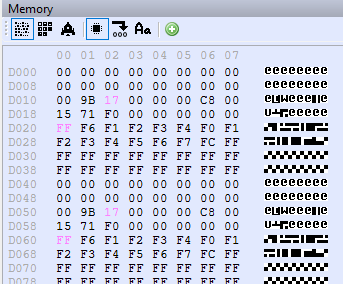 Memory
Aa
00 01 02 03 04 05 06 07
D000 00 00 00 00 00 00 00 00 eeeeeeee
D008 00 00 00 00 00 00 00 00 eeeeeeee
D010 00 9B 17 00 00 00 C8 00
D018 15 71 F0 00 00 00 00 00
D020 FF F6 F1 F2 F3 F4 F0 F1
D028 F2 F3 F4 F5 F6 F7 FC FF
D030 FF FF FF FF FF FF FF FF
D038 FF FF FF FF FF FF FF FF
D040 00 00 00 00 00 00 00 00 eeeeeeee
D048 00 00 00 00 00 00 00 00 eeeeeeee
D050 00 9B 17 00 00 00 C8 00
D058 15 71 F0 00 00 00 00 00
D060 FF F6 F1 F2 F3 F4 F0 F1
D068 F2 F3 F4 F5 F6 F7 FC FF
D070 FF FF FF FF FF FF FF FF
D078 FF FF FF FF FF FF FF FF